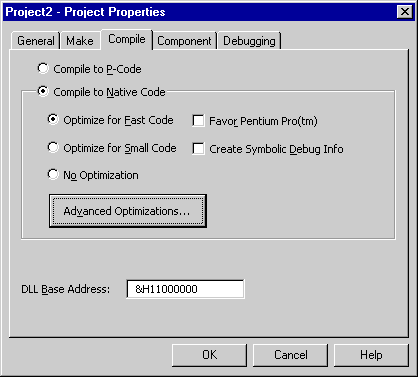 Project2 - Project Properties
General Make Compile Component Debugging
Compile to P-Code
Compile to Native Code
Optimize for Fast Code Favor Pentium Pro(tm)
Optimize for Small Code Create Symbolic Debug Info
No Optimization
Advanced Optimizations...
DLL Base Address: &H11000000
OK Cancel Help